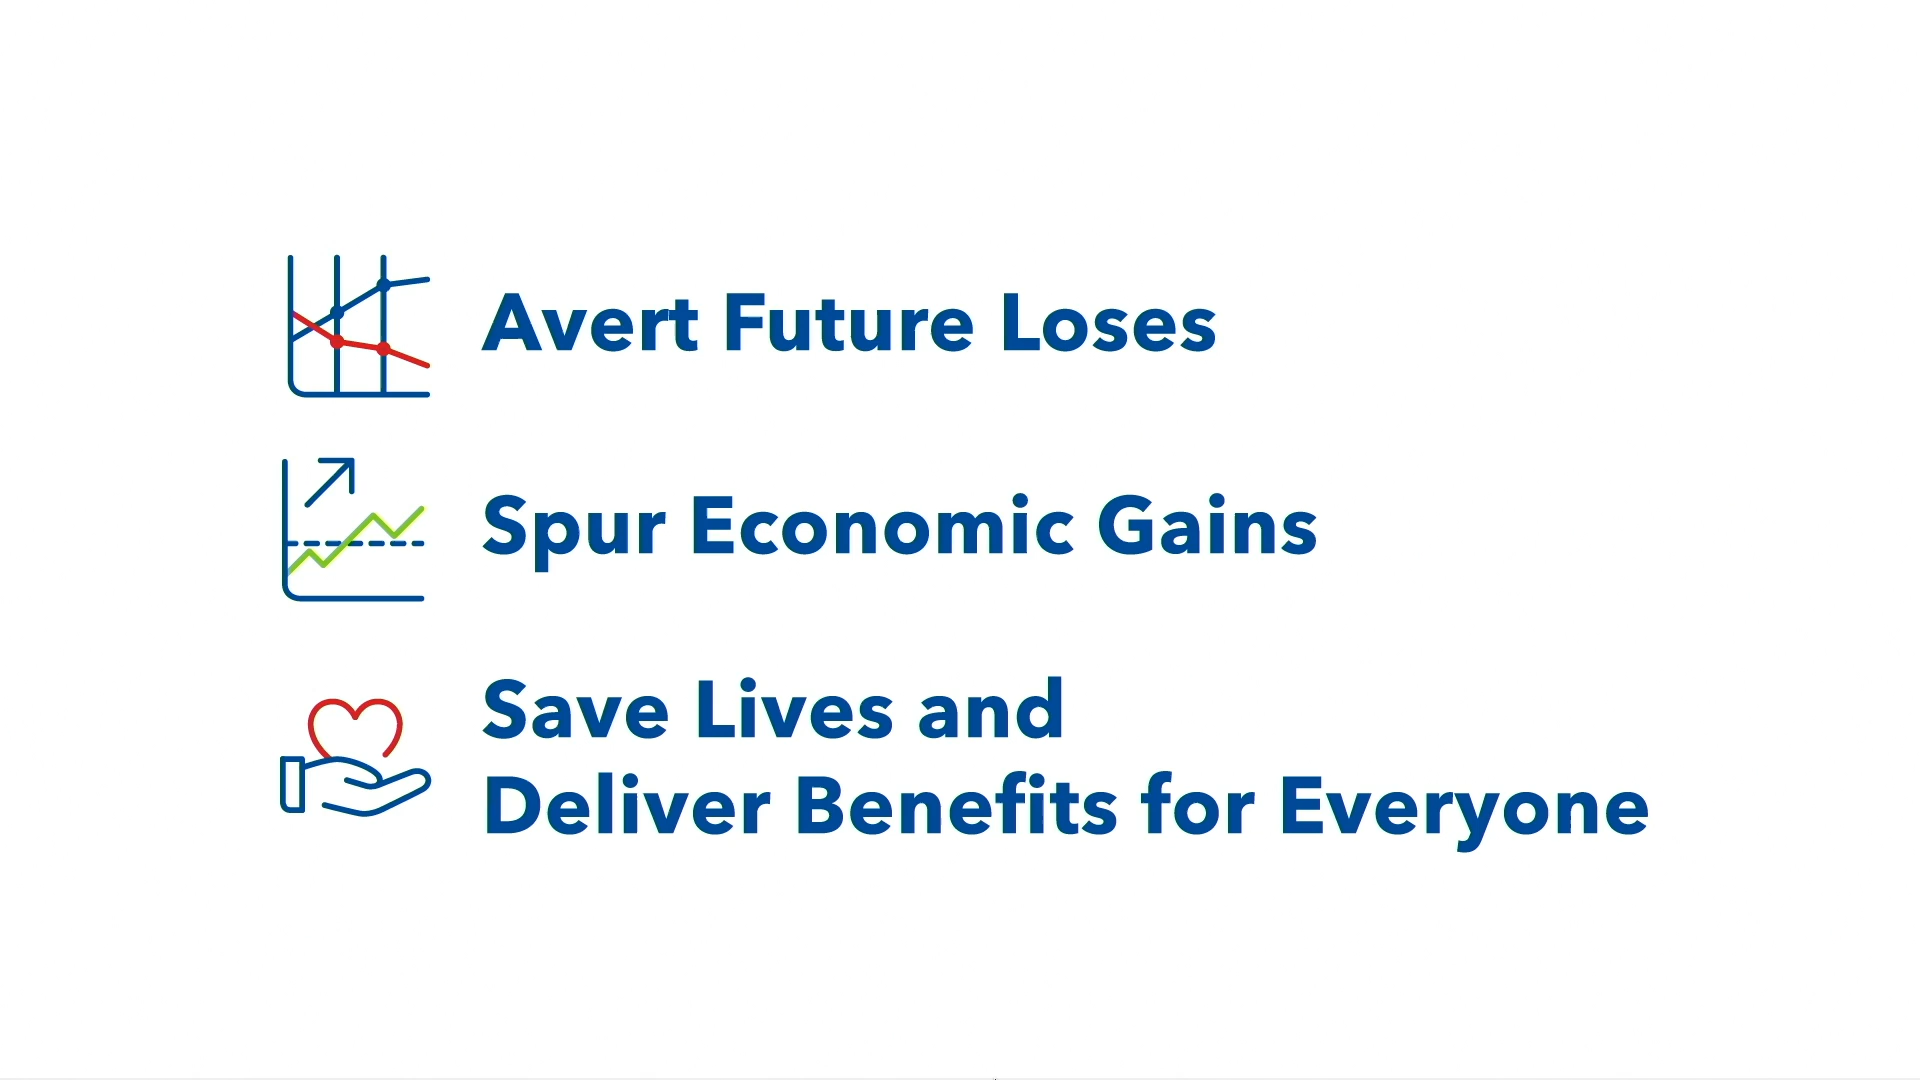 Avert Future Loses
Spur Economic Gains
Save Lives and
Deliver Benefits for Everyone